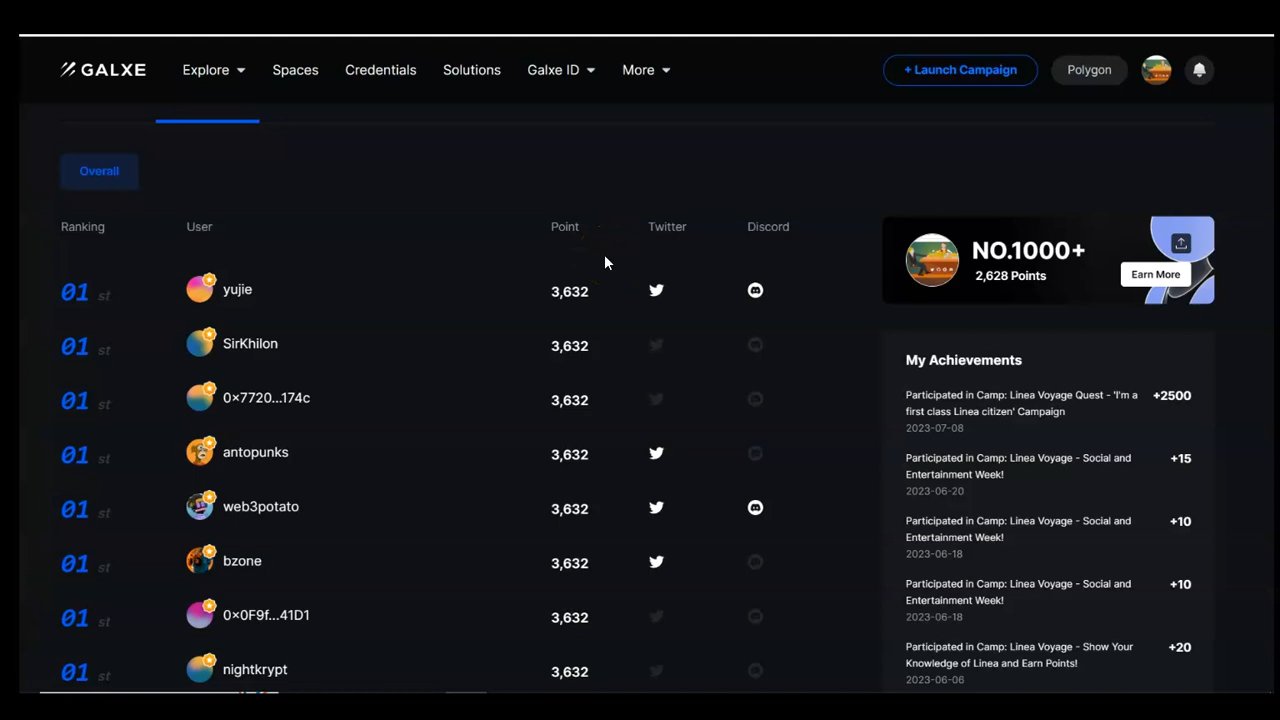 GALXE
Explore
Spaces
Credentials
Solutions
Galxe ID
More
+ Launch Campaign
Polygon
Overall
Ranking User Point Twitter Discord
01 st yujie 3,632
01 st SirKhilon 3,632
01 st 0x7720...174c 3,632
01 st antopunks 3,632
01 st web3potato 3,632
01 st bzone 3,632
01 st 0x0F9f...41D1 3,632
01 st nightkrypt 3,632
NO.1000+
2,628 Points
Earn More
My Achievements
Participated in Camp: Linea Voyage Quest - 'I'm a +2500
first class Linea citizen' Campaign
2023-07-08
Participated in Camp: Linea Voyage - Social and +15
Entertainment Week!
2023-06-20
Participated in Camp: Linea Voyage - Social and +10
Entertainment Week!
2023-06-18
Participated in Camp: Linea Voyage - Social and +10
Entertainment Week!
2023-06-18
Participated in Camp: Linea Voyage - Show Your +20
Knowledge of Linea and Earn Points!
2023-06-06